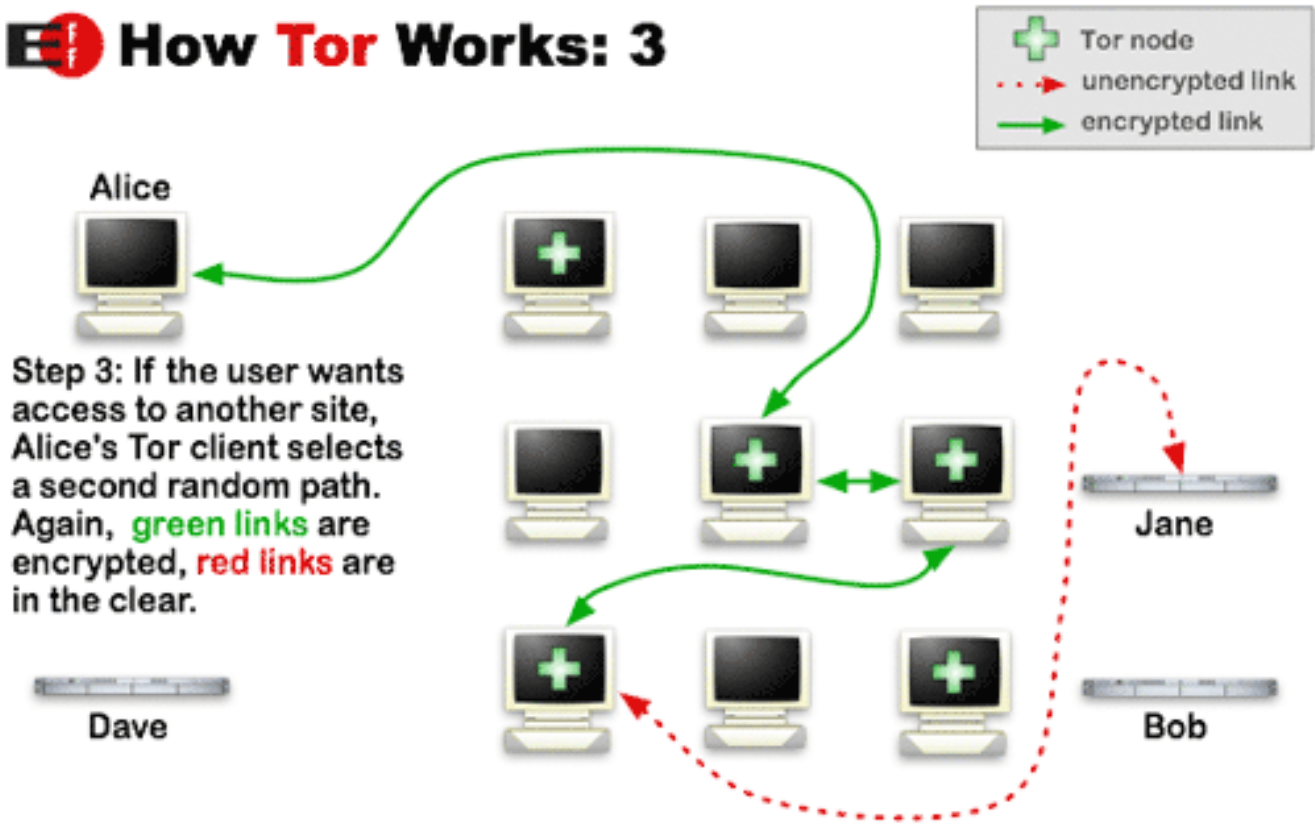 EFF How Tor Works: 3
Tor node
unencrypted link
encrypted link
Alice
Step 3: If the user wants
access to another site,
Alice's Tor client selects
a second random path.
Again, green links are
encrypted, red links are
in the clear.
Jane
Dave
Bob